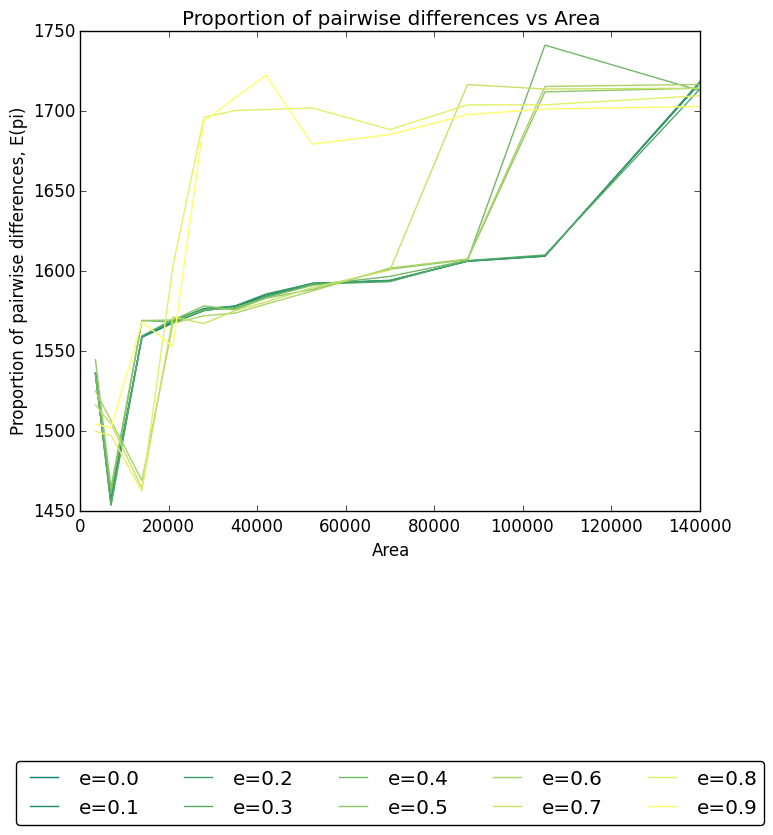 Proportion of pairwise differences vs Area
Proportion of pairwise differences, E(pi)
1750
1700
1650
1600
1550
1500
1450
0 20000 40000 60000 80000 100000 120000 140000
Area
e=0.0 e=0.2 e=0.4 e=0.6 e=0.8
e=0.1 e=0.3 e=0.5 e=0.7 e=0.9